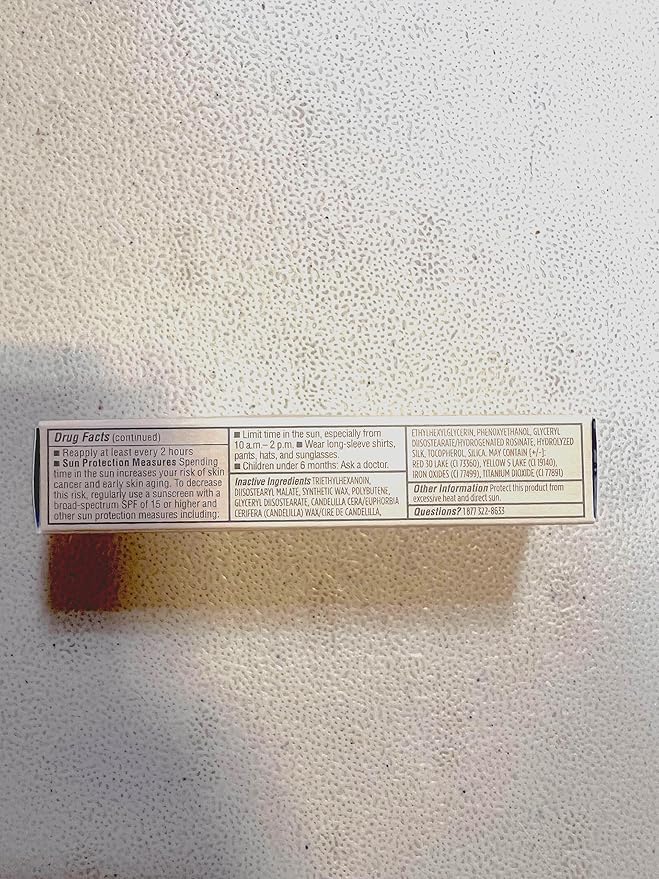 Drug Facts (continued)
■ Reapply at least every 2 hours
■ Sun Protection Measures Spending
time in the sun increases your risk of skin
cancer and early skin aging. To decrease
this risk, regularly use a sunscreen with a
broad-spectrum SPF of 15 or higher and
other sun protection measures including:
■ Limit time in the sun, especially from
10 a.m.– 2 p.m. ■ Wear long-sleeve shirts,
pants, hats, and sunglasses
■ Children under 6 months: Ask a doctor.
Inactive Ingredients TRIETHYLHEXANOIN,
DIISOSTEARYL MALATE, SYNTHETIC WAX, POLYBUTENE,
GLYCERYL DIISOSTEARATE, CANDELILLA CERA/EUPHORBIA
CERIFERA (CANDELILLA) WAX/CIRE DE CANDELILLA,
ETHYLHEXYLGLYCERIN, PHENOXYETHANOL, GLYCERYL
DIISOSTEARATE/HYDROGENATED ROSINATE, HYDROLYZED
SILK, TOCOPHEROL, SILICA. MAY CONTAIN [+/-]:
RED 30 LAKE (CI 73360), YELLOW 5 LAKE (CI 19140),
IRON OXIDES (CI 77499), TITANIUM DIOXIDE (CI 77891)
Other Information Protect this product from
excessive heat and direct sun.
Questions? 1 877 322-8633